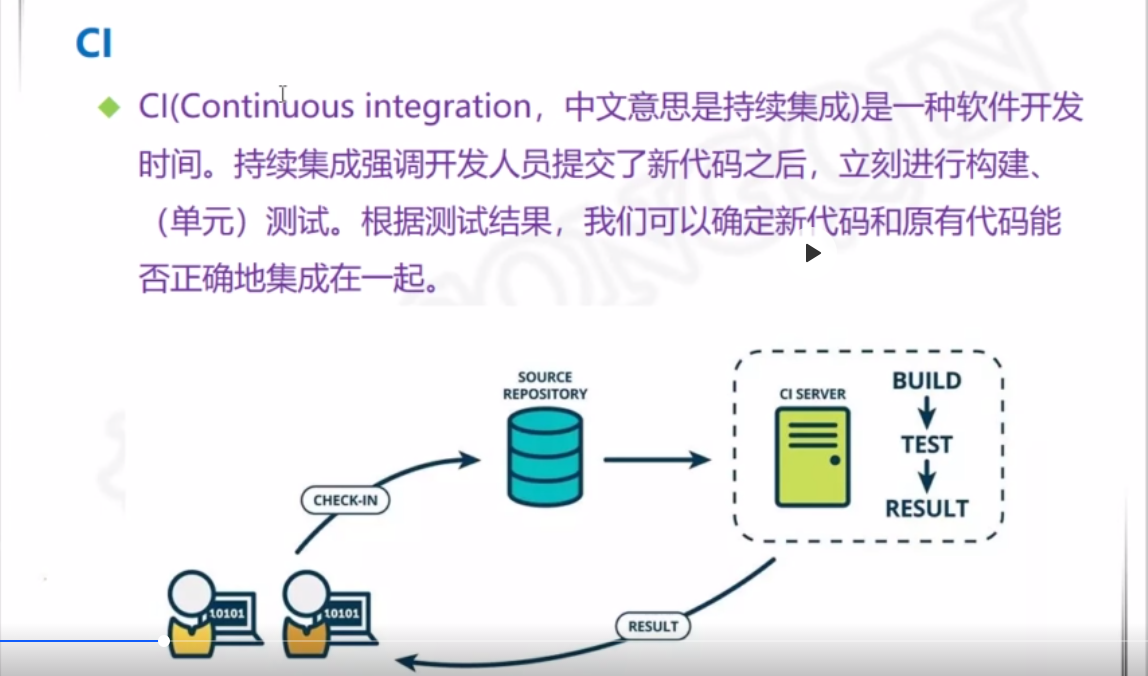 CI
CI(Continuous integration，中文意思是持续集成)是一种软件开发
时间。持续集成强调开发人员提交了新代码之后，立刻进行构建、
（单元）测试。根据测试结果，我们可以确定新代码和原有代码能
否正确地集成在一起。
SOURCE
REPOSITORY
CI SERVER
BUILD
TEST
RESULT
CHECK-IN
10101
10101
RESULT